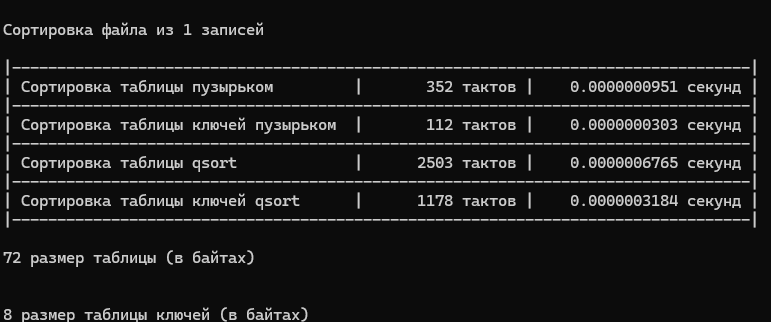 Сортировка файла из 1 записей
|----------------------------------------------------------------------------------|
| Сортировка таблицы пузырьком         |       352 тактов |    0.0000000951 секунд |
|----------------------------------------------------------------------------------|
| Сортировка таблицы ключей пузырьком  |       112 тактов |    0.0000000303 секунд |
|----------------------------------------------------------------------------------|
| Сортировка таблицы qsort             |      2503 тактов |    0.0000006765 секунд |
|----------------------------------------------------------------------------------|
| Сортировка таблицы ключей qsort      |      1178 тактов |    0.0000003184 секунд |
|----------------------------------------------------------------------------------|
72 размер таблицы (в байтах)
8 размер таблицы ключей (в байтах)